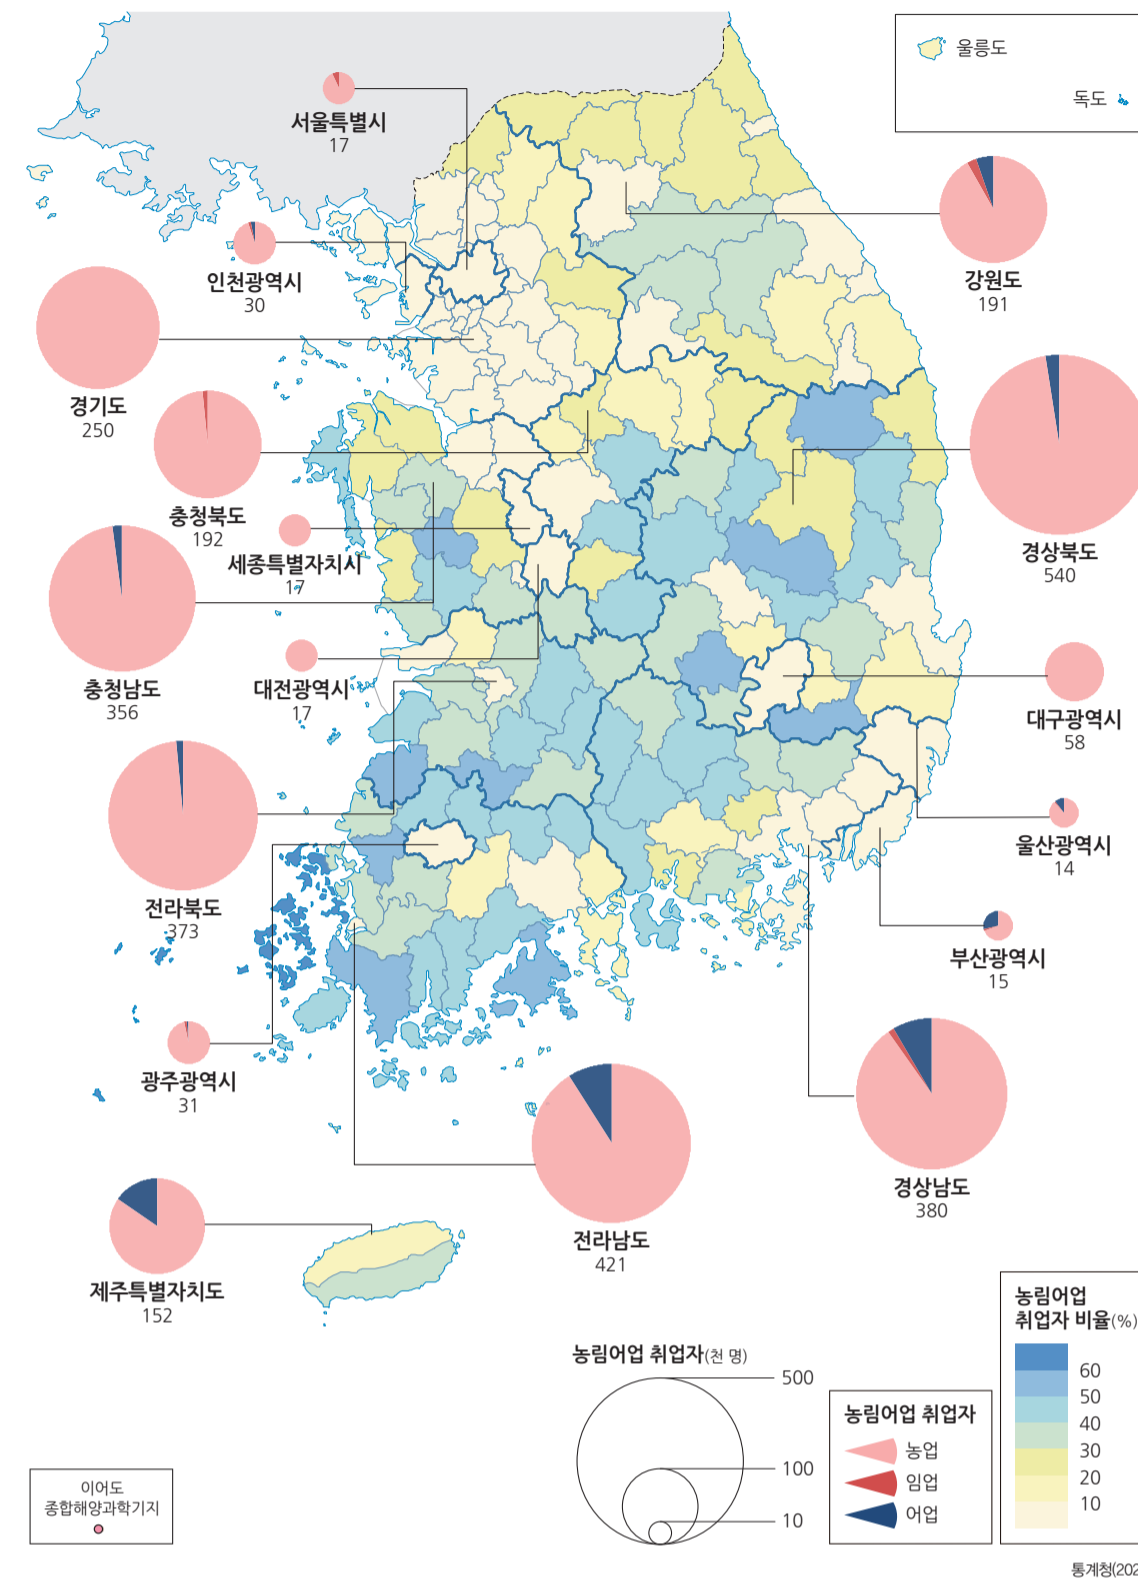 울릉도
독도
서울특별시
17
인천광역시
30
강원도
191
경기도
250
충청북도
192
세종특별자치시
17
경상북도
540
충청남도
356
대전광역시
17
대구광역시
58
전라북도
373
울산광역시
14
부산광역시
15
광주광역시
31
경상남도
380
전라남도
421
제주특별자치도
152
농림어업 취업자(천 명)
500
100
10
농림어업 취업자
농업
임업
어업
농림어업
취업자 비율(%)
60
50
40
30
20
10
이어도
종합해양과학기지
통계청(202